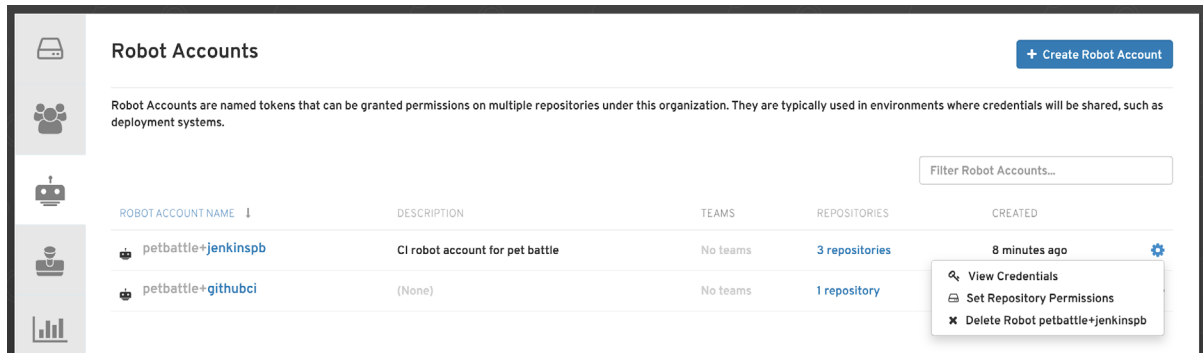 Robot Accounts
+ Create Robot Account
Robot Accounts are named tokens that can be granted permissions on multiple repositories under this organization. They are typically used in environments where credentials will be shared, such as
deployment systems.
Filter Robot Accounts...
ROBOT ACCOUNT NAME ↓ DESCRIPTION TEAMS REPOSITORIES CREATED
petbattle+jenkinspb CI robot account for pet battle No teams 3 repositories 8 minutes ago
petbattle+githubci (None) No teams 1 repository
View Credentials
Set Repository Permissions
Delete Robot petbattle+jenkinspb